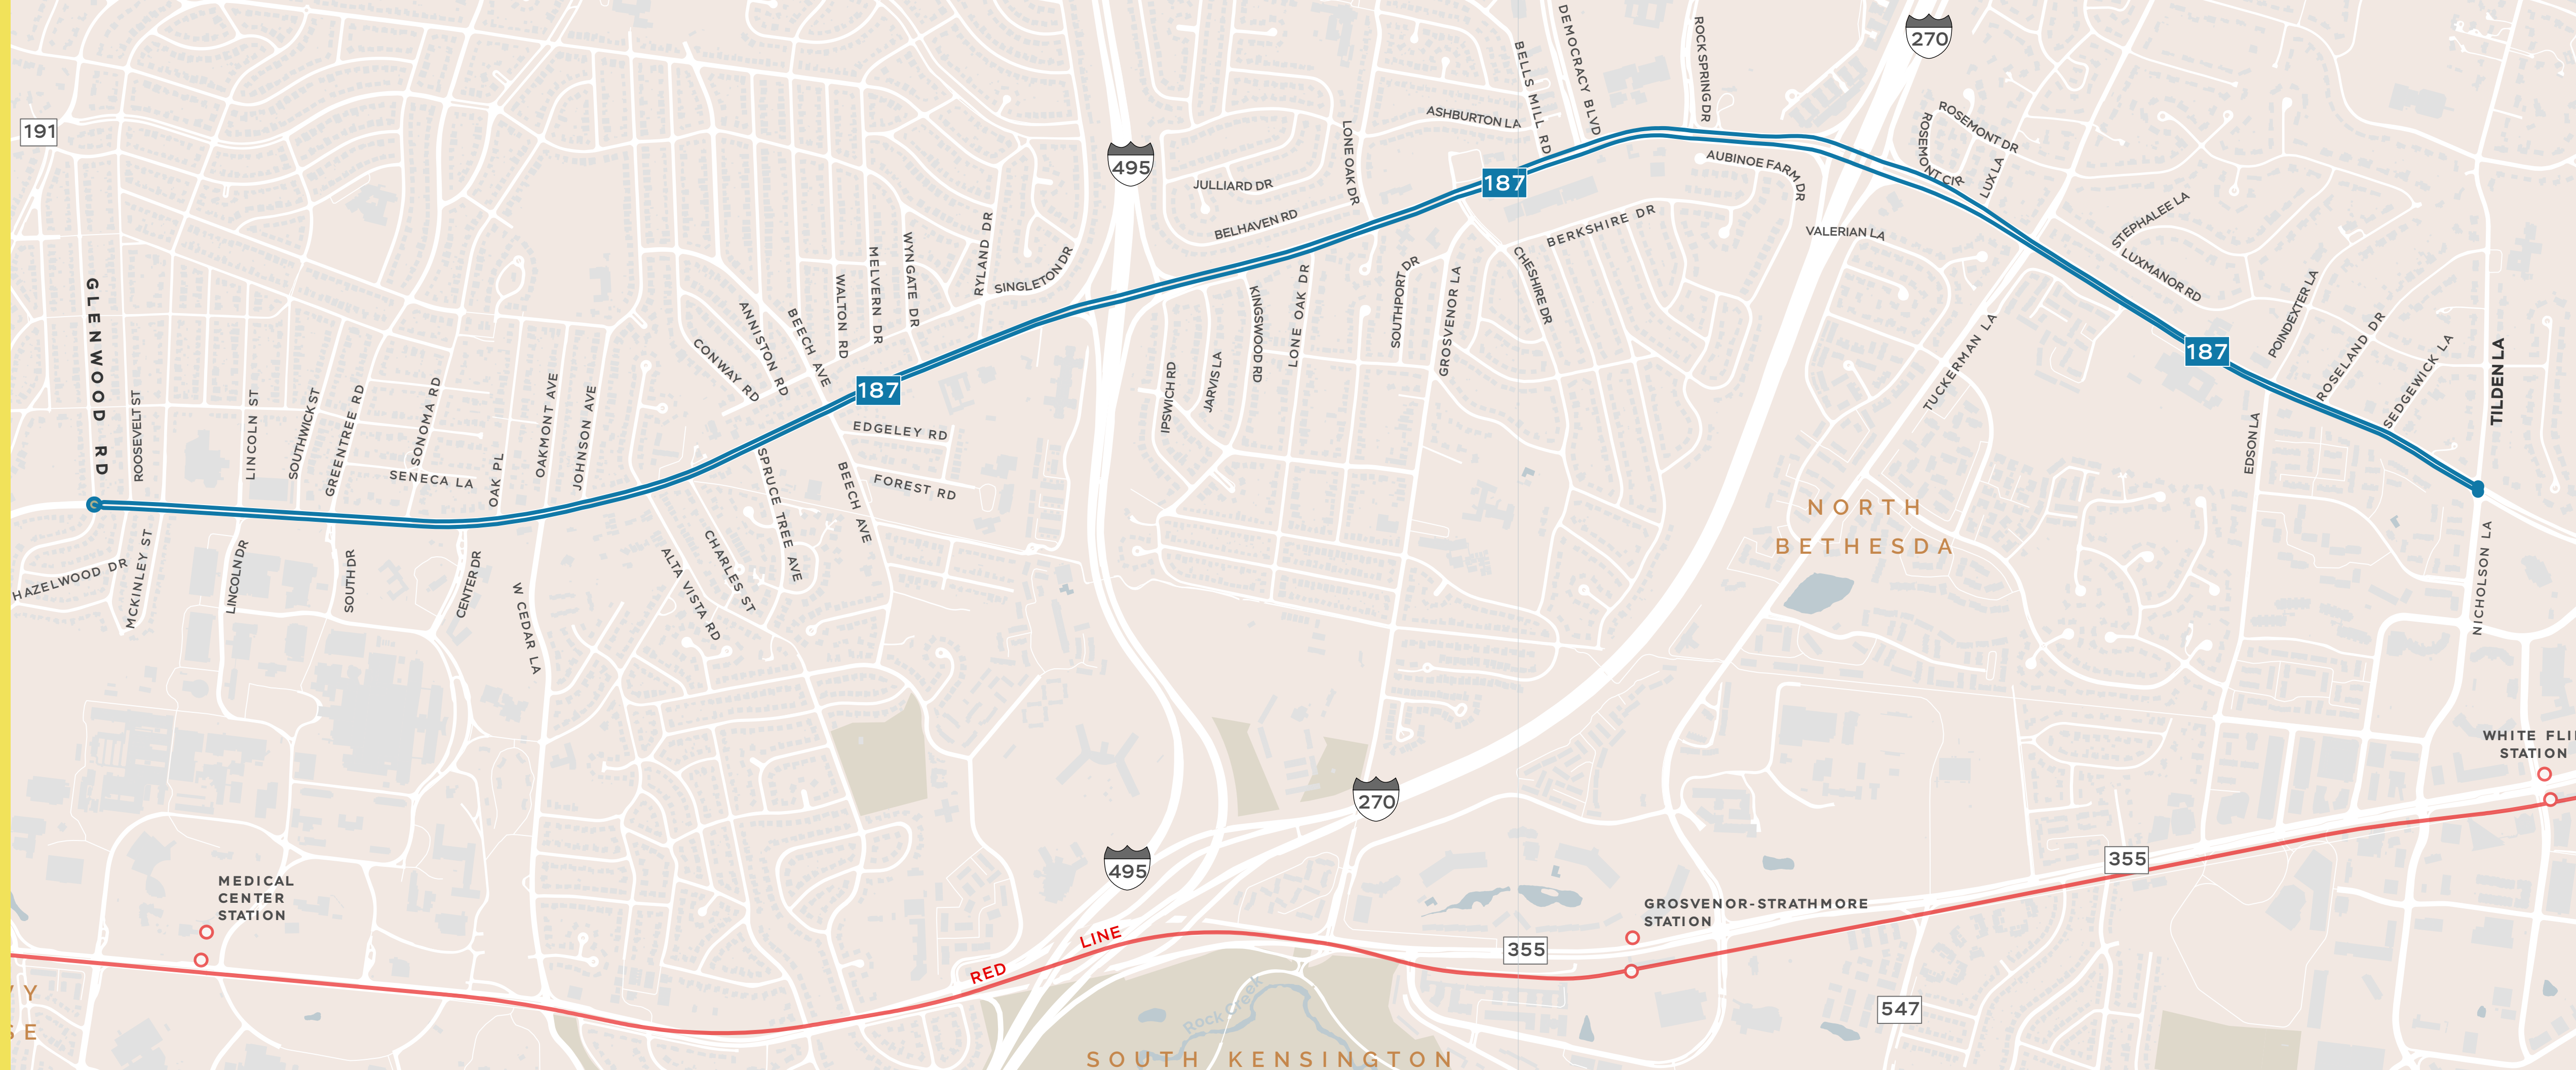 270
DEMOCRACY BLVD
ROCK SPRING DR
BELLS MILL RD
ASHBURTON LA
191
ROSEMONT DR
ROSEMONT CIR
LUX LA
495
LONE OAK DR
AUBINOE FARM DR
187
JULLIARD DR
BELHAVEN RD
BERKSHIRE DR
VALERIAN LA
STEPHALEE LA
LUXMANOR RD
RYLAND DR
SINGLETON DR
WYNGATE DR
MELVERN DR
WALTON RD
BEECH AVE
ANNISTON RD
CONWAY RD
187
GLENWOOD RD
ROOSEVELT ST
LINCOLN ST
SOUTHWICK ST
GREENTREE RD
SONOMA RD
SENECA LA
OAK PL
OAKMONT AVE
JOHNSON AVE
EDGELEY RD
FOREST RD
BEECH AVE
SPRUCE TREE AVE
CHARLES ST
ALTA VISTA RD
IPSWICH RD
JARVIS LA
KINGSWOOD RD
LONE OAK DR
SOUTHPORT DR
GROSVENOR LA
CHESHIRE DR
TUCKERMAN LA
187
POINDEXTER LA
ROSELAND DR
SEDGEWICK LA
TILDEN LA
EDSON LA
NICHOLSON LA
NORTH
BETHESDA
HAZELWOOD DR
MCKINLEY ST
LINCOLN DR
SOUTH DR
CENTER DR
W CEDAR LA
WHITE FLI
STATION
270
495
355
MEDICAL
CENTER
STATION
GROSVENOR-STRATHMORE
STATION
RED LINE
355
547
Rock Creek
Y
SE
SOUTH KENSINGTON